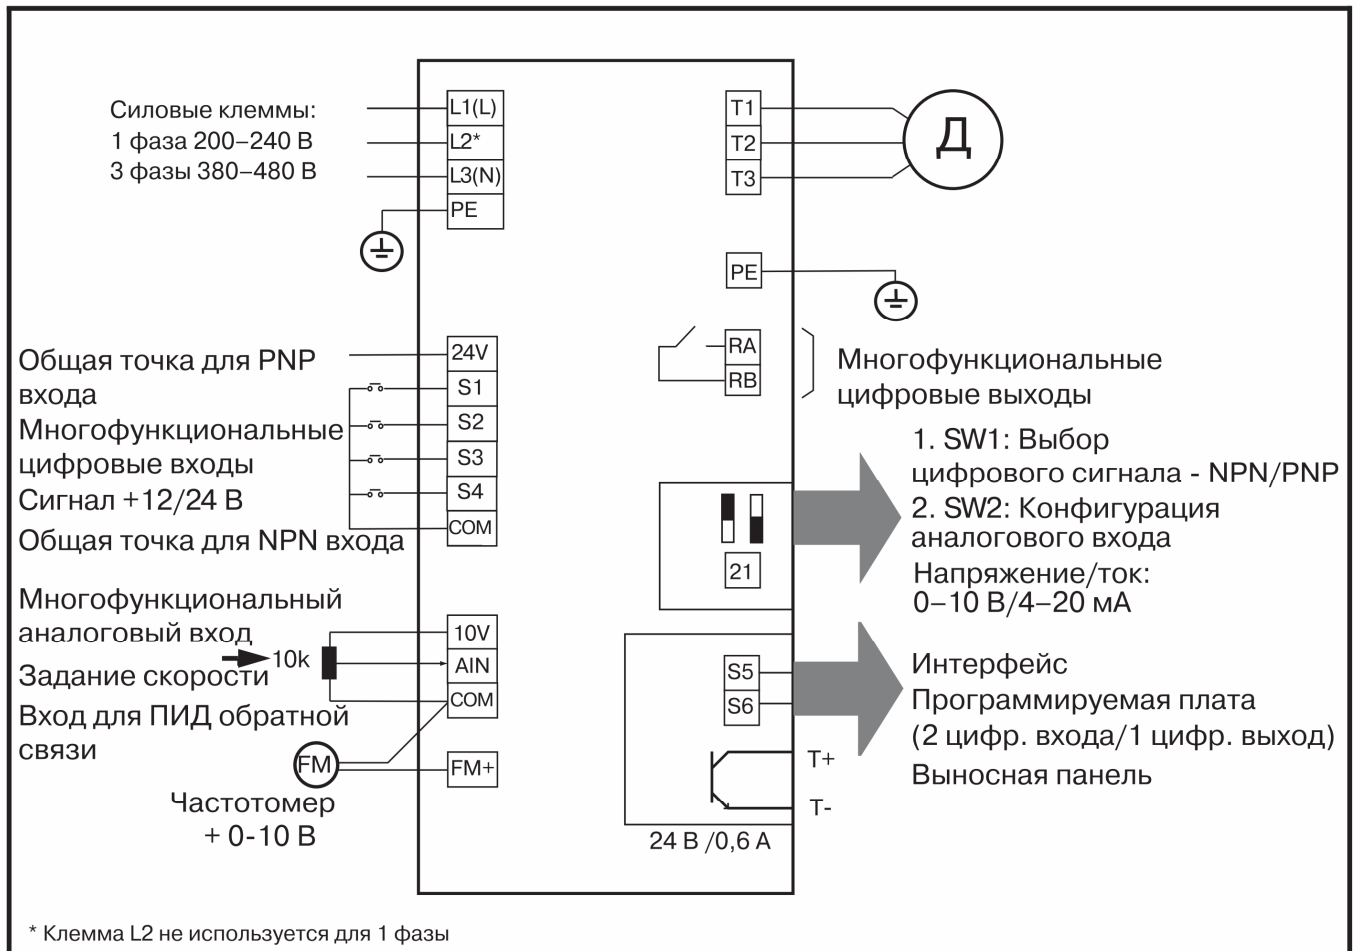 Силовые клеммы:
1 фаза 200–240 В
3 фазы 380–480 В
L1(L)
L2*
L3(N)
PE
T1
T2
T3
Д
PE
Общая точка для PNP
входа
Многофункциональные
цифровые входы
Сигнал +12/24 В
Общая точка для NPN входа
24V
S1
S2
S3
S4
COM
RA
RB
Многофункциональные
цифровые выходы
1. SW1: Выбор
цифрового сигнала - NPN/PNP
2. SW2: Конфигурация
аналогового входа
Напряжение/ток:
0–10 В/4–20 мА
21
Многофункциональный
аналоговый вход
10k
Задание скорости
Вход для ПИД обратной
связи
10V
AIN
COM
FM
FM+
Частотомер
+ 0-10 В
S5
S6
Интерфейс
Программируемая плата
(2 цифр. входа/1 цифр. выход)
Выносная панель
T+
T-
24 В /0,6 А
* Клемма L2 не используется для 1 фазы